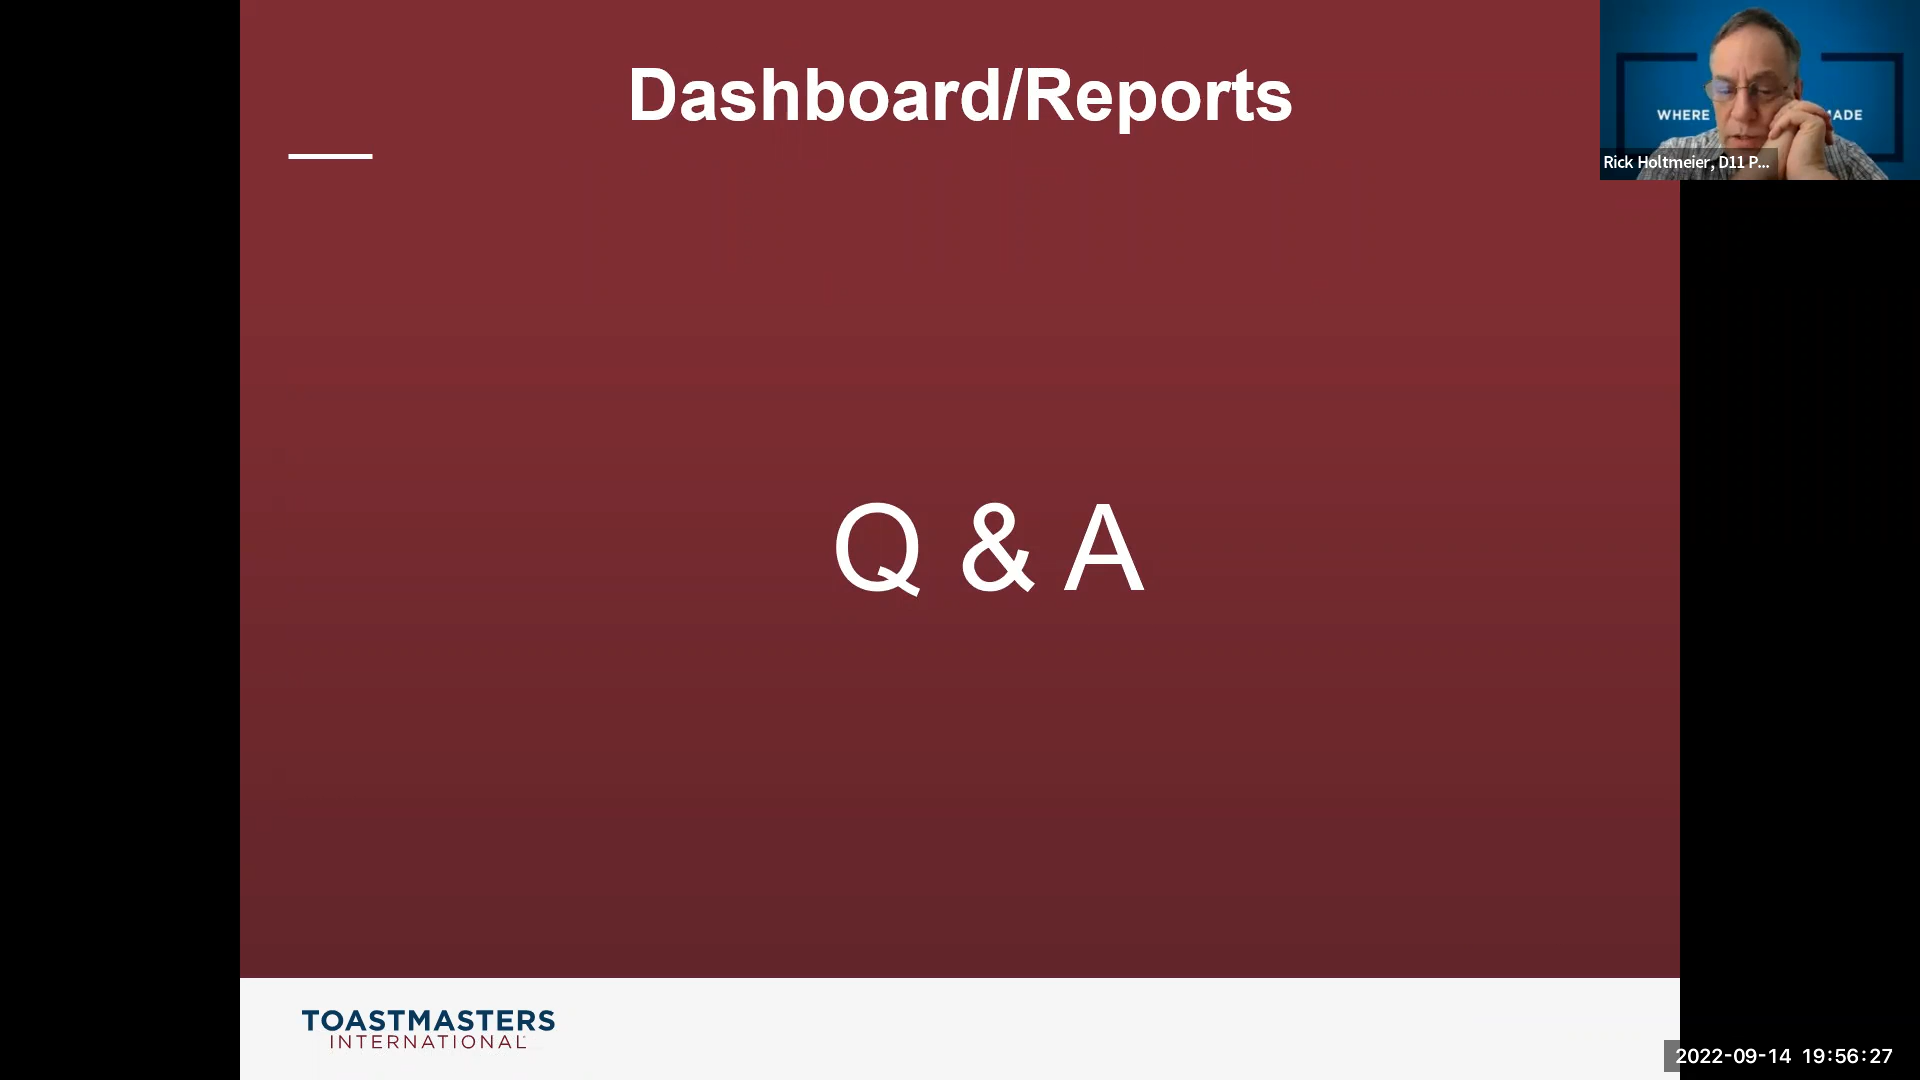 Dashboard/Reports
WHERE
ADE
Rick Holtmeier, D11 P...
Q & A
TOASTMASTERS
INTERNATIONAL
2022-09-14 19:56:27